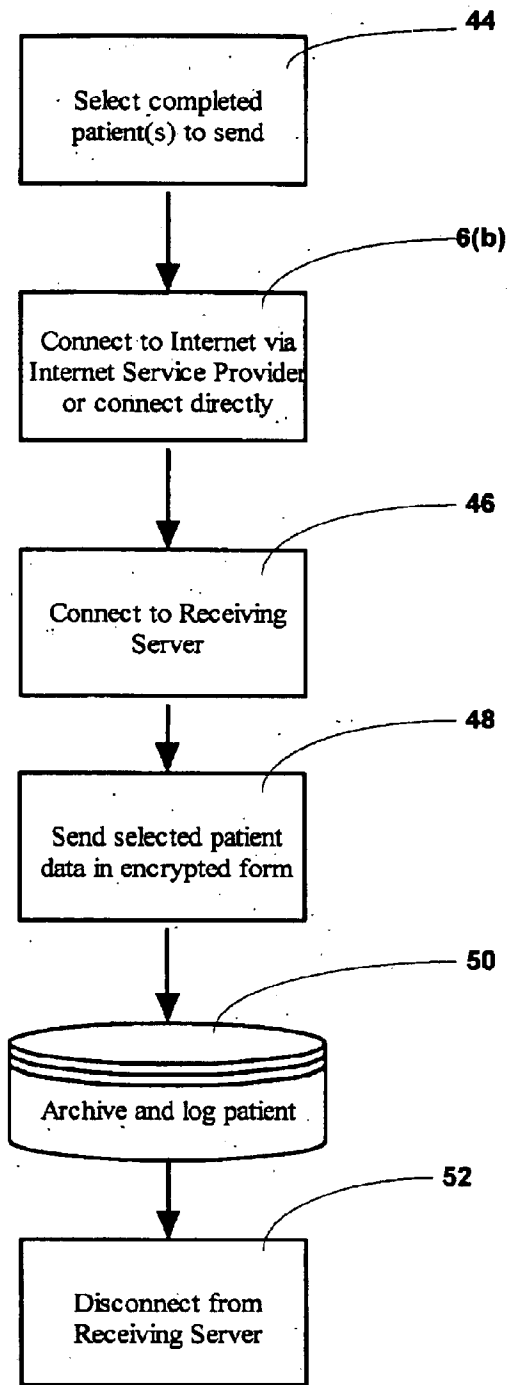 44
Select completed
patient(s) to send
6(b)
Connect to Internet via
Internet Service Provider
or connect directly
46
Connect to Receiving
Server
48
Send selected patient
data in encrypted form
50
Archive and log patient
52
Disconnect from
Receiving Server